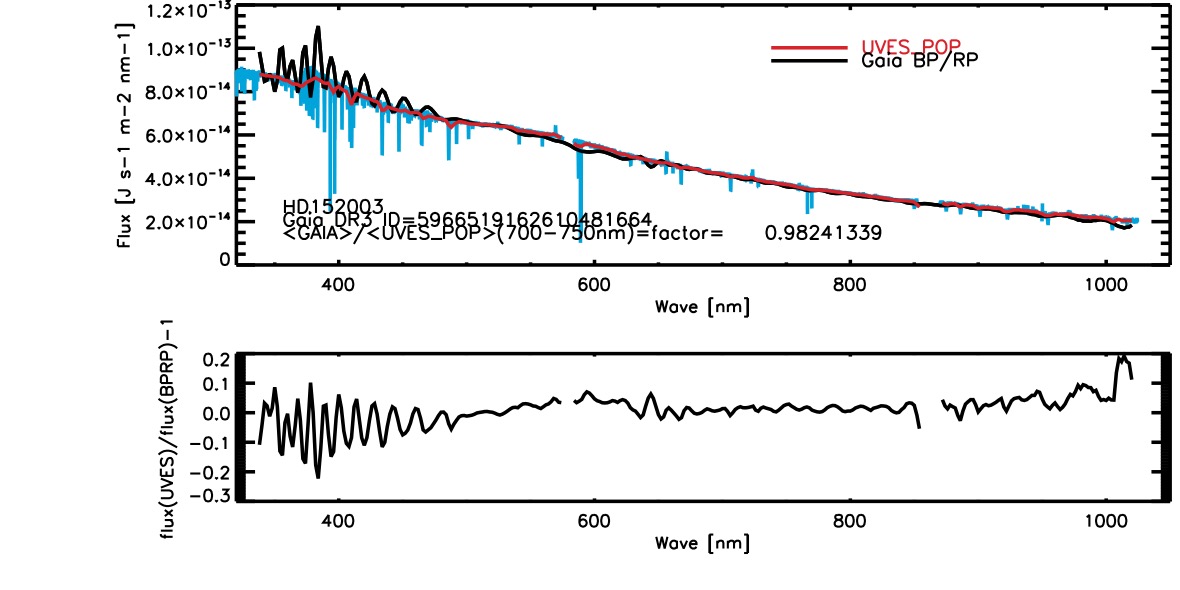 1.2×10−13
1.0×10−13
8.0×10−14
6.0×10−14
4.0×10−14
2.0×10−14
0
Flux [J s−1 m−2 nm−1]
UVES_POP
Gaia BP/RP
HD152003
Gaia DR3 ID=5966519162610481664
<GAIA>/<UVES_POP>(700−750nm)=factor= 0.98241339
400 600 800 1000
Wave [nm]
flux(UVES)/flux(BPRP)−1
0.2
0.1
0.0
−0.1
−0.2
−0.3
400 600 800 1000
Wave [nm]